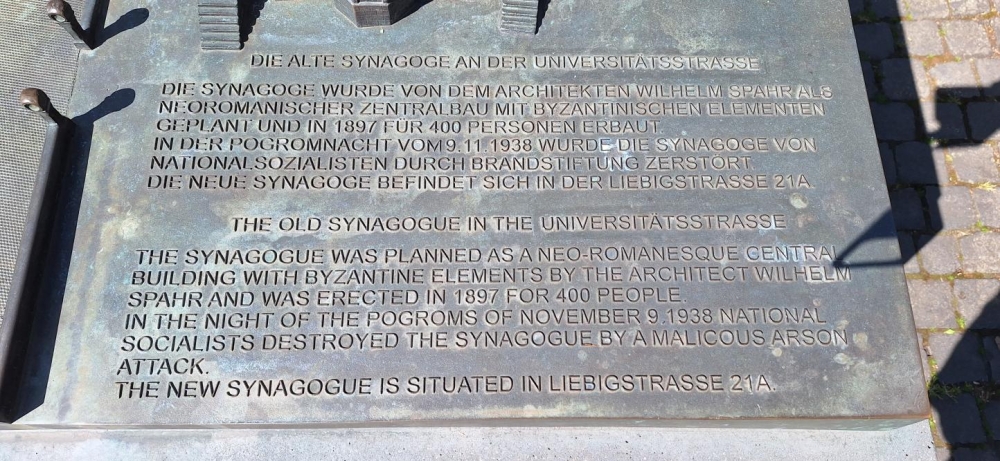 DIE ALTE SYNAGOGE AN DER UNIVERSITÄTSSTRASSE
DIE SYNAGOGE WURDE VON DEM ARCHITEKTEN WILHELM SPAHR ALS
NEOROMANISCHER ZENTRALBAU MIT BYZANTINISCHEN ELEMENTEN
GEPLANT UND IN 1897 FÜR 400 PERSONEN ERBAUT.
IN DER POGROMNACHT VOM 9.11.1938 WURDE DIE SYNAGOGE VON
NATIONALSOZIALISTEN DURCH BRANDSTIFTUNG ZERSTÖRT.
DIE NEUE SYNAGOGE BEFINDET SICH IN DER LIEBIGSTRASSE 21A.
THE OLD SYNAGOGUE IN THE UNIVERSITÄTSSTRASSE
THE SYNAGOGUE WAS PLANNED AS A NEO-ROMANESQUE CENTRAL
BUILDING WITH BYZANTINE ELEMENTS BY THE ARCHITECT WILHELM
SPAHR AND WAS ERECTED IN 1897 FOR 400 PEOPLE.
IN THE NIGHT OF THE POGROMS OF NOVEMBER 9.1938 NATIONAL
SOCIALISTS DESTROYED THE SYNAGOGUE BY A MALICOUS ARSON
ATTACK.
THE NEW SYNAGOGUE IS SITUATED IN LIEBIGSTRASSE 21A.